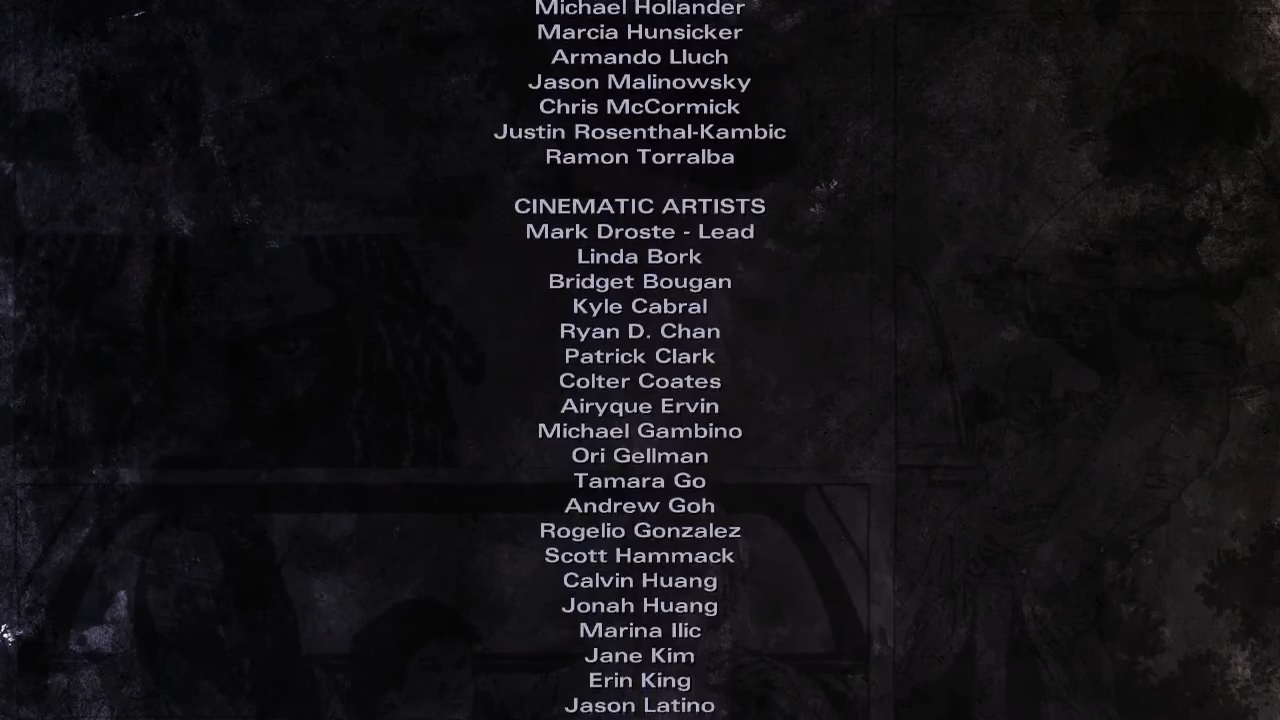 Michael Hollander
Marcia Hunsicker
Armando Lluch
Jason Malinowsky
Chris McCormick
Justin Rosenthal-Kambic
Ramon Torralba
CINEMATIC ARTISTS
Mark Droste - Lead
Linda Bork
Bridget Bougan
Kyle Cabral
Ryan D. Chan
Patrick Clark
Colter Coates
Airyque Ervin
Michael Gambino
Ori Gellman
Tamara Go
Andrew Goh
Rogelio Gonzalez
Scott Hammack
Calvin Huang
Jonah Huang
Marina Ilic
Jane Kim
Erin King
Jason Latino